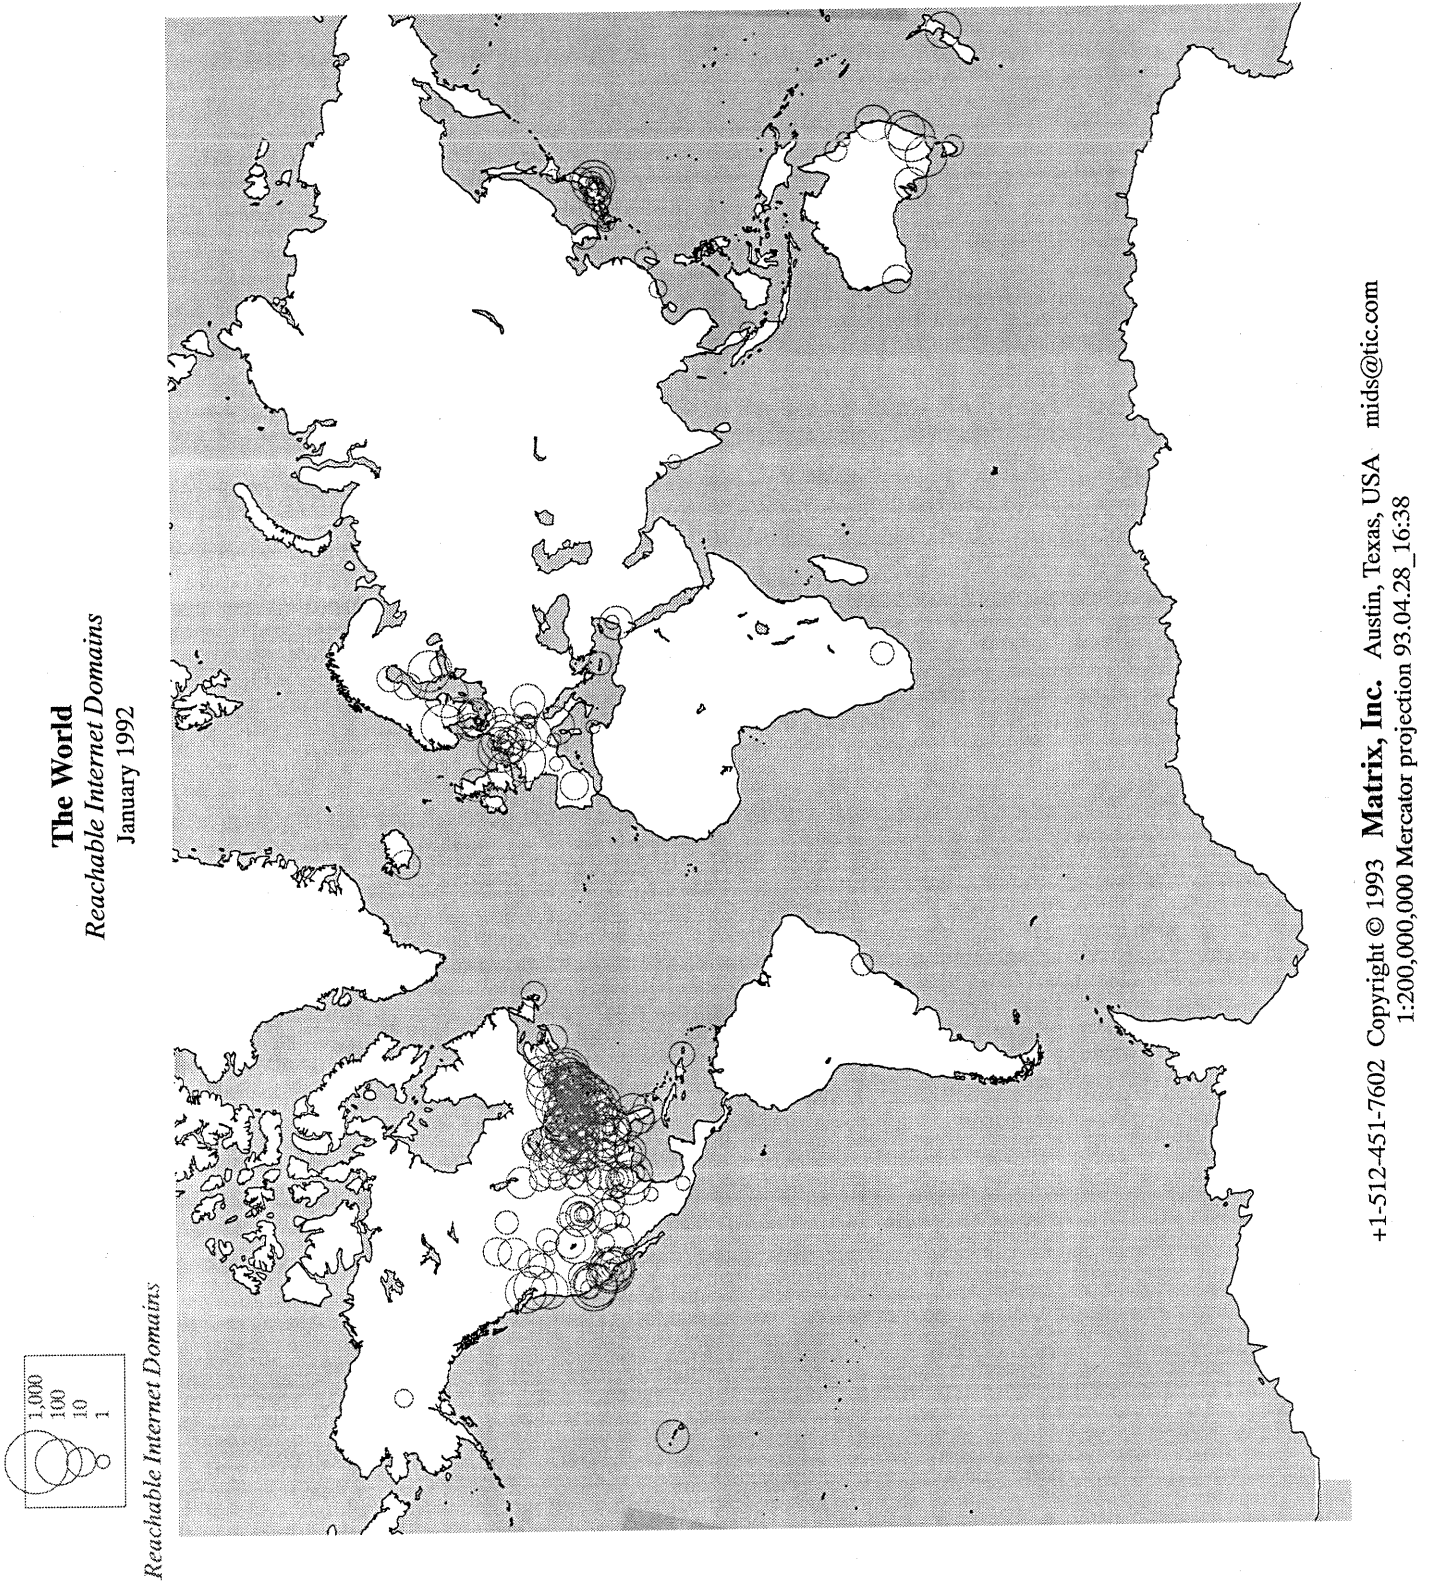 The World
Reachable Internet Domains
January 1992
1,000
100
10
1
Reachable Internet Domains
+1-512-451-7602 Copyright © 1993 Matrix, Inc. Austin, Texas, USA mids@tic.com
1:200,000,000 Mercator projection 93.04.28_16:38